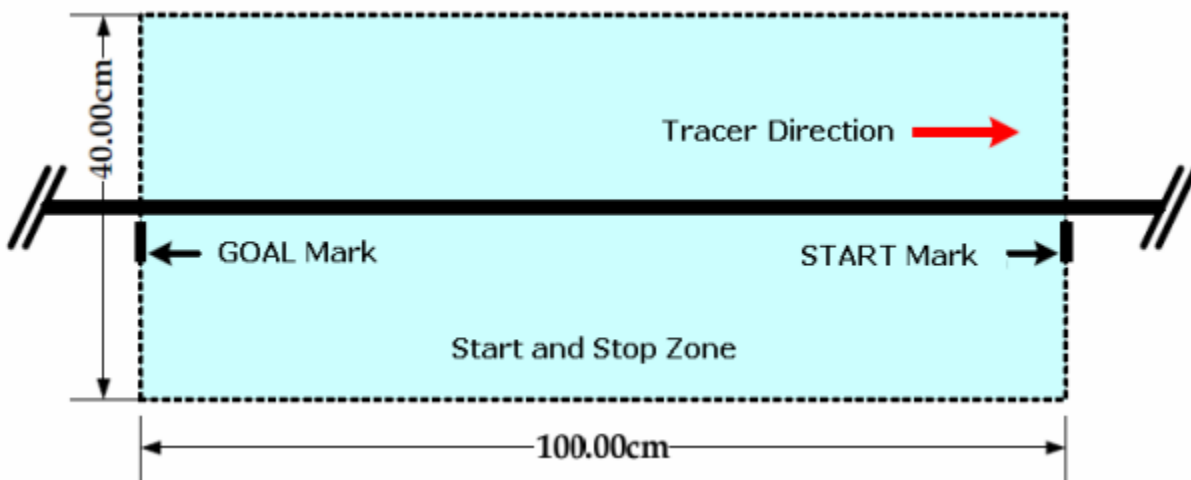 40.00cm
Tracer Direction
GOAL Mark
START Mark
Start and Stop Zone
100.00cm